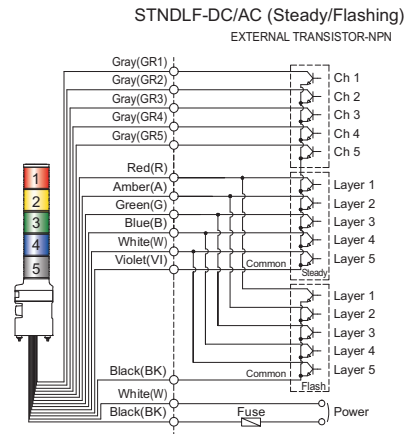 STNDLF-DC/AC (Steady/Flashing)
EXTERNAL TRANSISTOR-NPN
Gray(GR1)
Gray(GR2)
Gray(GR3)
Gray(GR4)
Gray(GR5)
Ch 1
Ch 2
Ch 3
Ch 4
Ch 5
Red(R)
Amber(A)
Green(G)
Blue(B)
White(W)
Violet(VI)
Common
Steady
Layer 1
Layer 2
Layer 3
Layer 4
Layer 5
1
2
3
4
5
Layer 1
Layer 2
Layer 3
Layer 4
Layer 5
Black(BK)
Common
Flash
White(W)
Black(BK)
Fuse
Power